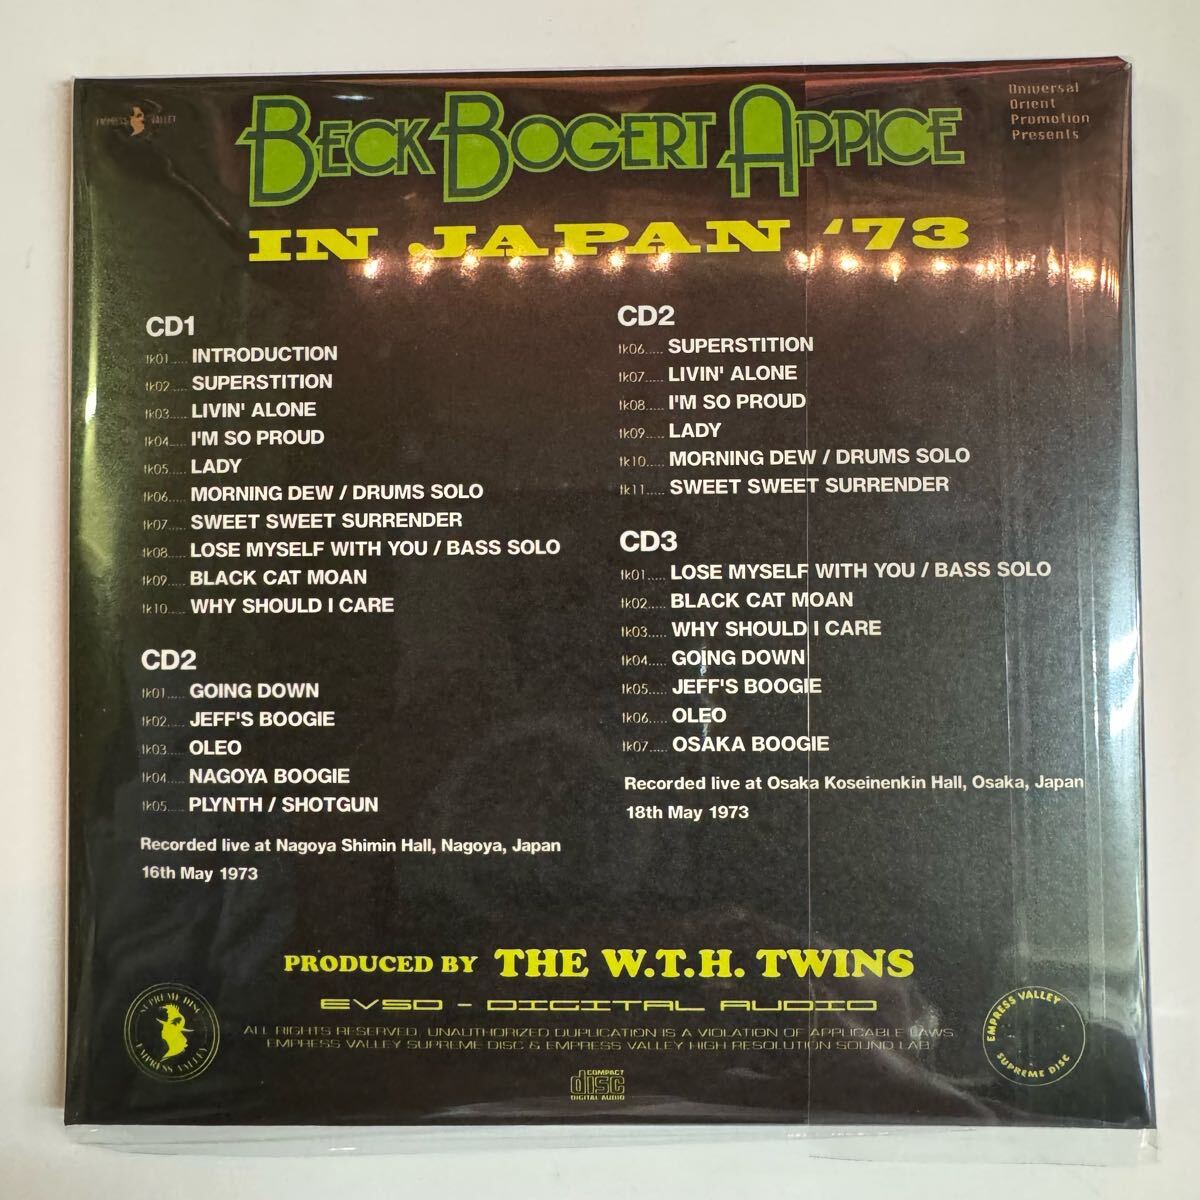 EMPRESS VALLEY
BECK BOGERT APPICE
Universal
Orient
Promotion
Presents
IN JAPAN '73
CD1
tk01..... INTRODUCTION
tk02..... SUPERSTITION
tk03..... LIVIN' ALONE
tk04..... I'M SO PROUD
tk05..... LADY
tk06..... MORNING DEW / DRUMS SOLO
tk07..... SWEET SWEET SURRENDER
tk08..... LOSE MYSELF WITH YOU / BASS SOLO
tk09..... BLACK CAT MOAN
tk10..... WHY SHOULD I CARE
CD2
tk01..... GOING DOWN
tk02..... JEFF'S BOOGIE
tk03..... OLEO
tk04..... NAGOYA BOOGIE
tk05..... PLYNTH / SHOTGUN
Recorded live at Nagoya Shimin Hall, Nagoya, Japan
16th May 1973
CD2
tk06..... SUPERSTITION
tk07..... LIVIN' ALONE
tk08..... I'M SO PROUD
tk09..... LADY
tk10..... MORNING DEW / DRUMS SOLO
tk11..... SWEET SWEET SURRENDER
CD3
tk01..... LOSE MYSELF WITH YOU / BASS SOLO
tk02..... BLACK CAT MOAN
tk03..... WHY SHOULD I CARE
tk04..... GOING DOWN
tk05..... JEFF'S BOOGIE
tk06..... OLEO
tk07..... OSAKA BOOGIE
Recorded live at Osaka Koseinenkin Hall, Osaka, Japan
18th May 1973
PRODUCED BY THE W.T.H. TWINS
EVSD - DIGITAL AUDIO
ALL RIGHTS RESERVED. UNAUTHORIZED DUPLICATION IS A VIOLATION OF APPLICABLE LAWS
EMPRESS VALLEY SUPREME DISC & EMPRESS VALLEY HIGH RESOLUTION SOUND LAB.
SUPREME DISC
EMPRESS VALLEY
EMPRESS VALLEY
SUPREME DISC
COMPACT
disc
DIGITAL AUDIO